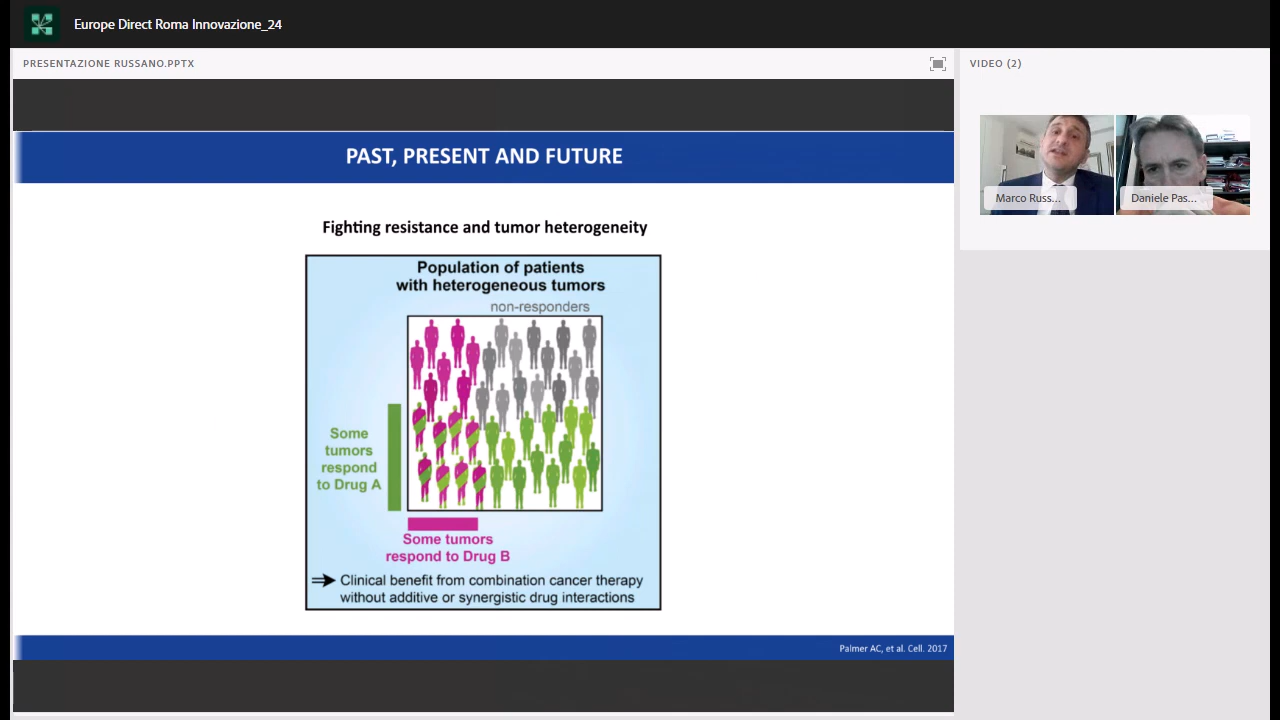 Europe Direct Roma Innovazione_24
PRESENTAZIONE RUSSANO.PPTX
VIDEO (2)
PAST, PRESENT AND FUTURE
Marco Russ...
Daniele Pas...
Fighting resistance and tumor heterogeneity
Population of patients
with heterogeneous tumors
non-responders
Some
tumors
respond
to Drug A
Some tumors
respond to Drug B
⇒ Clinical benefit from combination cancer therapy
without additive or synergistic drug interactions
Palmer AC, et al. Cell. 2017